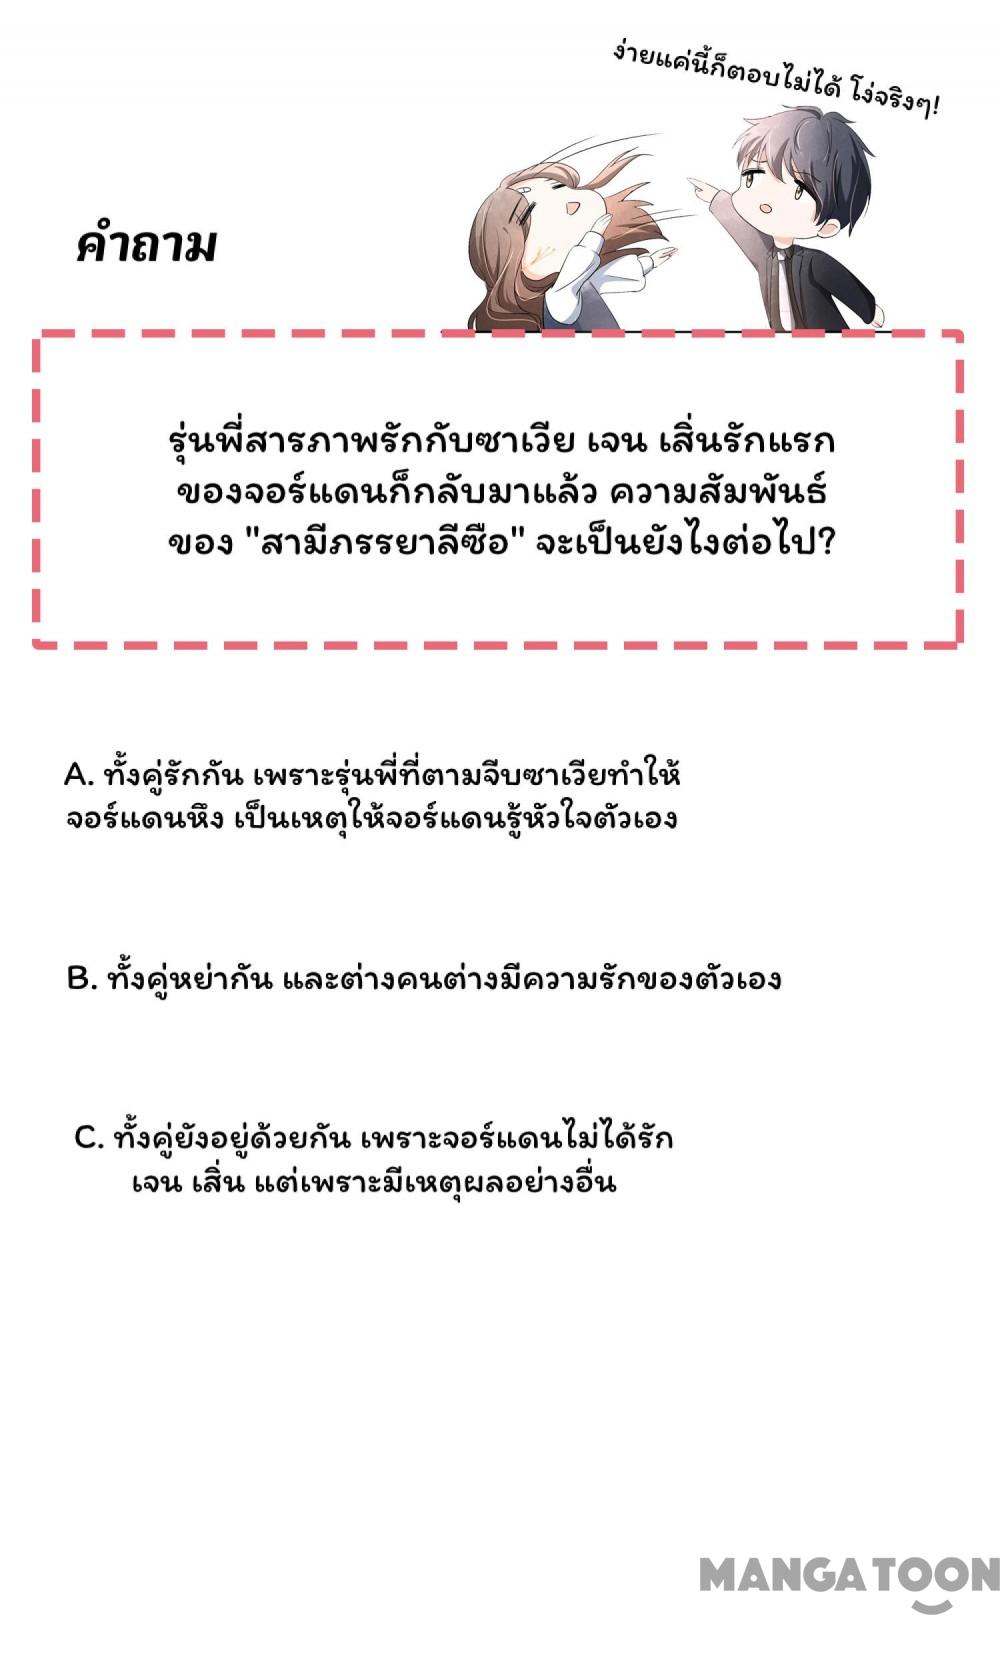 ง่ายแค่นี้ก็ตอบไม่ได้ โง่จริงๆ!
คำถาม
รุ่นพี่สารภาพรักกับซาเวีย เจน เสิ่นรักแรก
ของจอร์แดนก็กลับมาแล้ว ความสัมพันธ์
ของ "สามีภรรยาลีซือ" จะเป็นยังไงต่อไป?
A. ทั้งคู่รักกัน เพราะรุ่นพี่ที่ตามจีบซาเวียทำให้
จอร์แดนหึง เป็นเหตุให้จอร์แดนรู้หัวใจตัวเอง
B. ทั้งคู่หย่ากัน และต่างคนต่างมีความรักของตัวเอง
C. ทั้งคู่ยังอยู่ด้วยกัน เพราะจอร์แดนไม่ได้รัก
เจน เสิ่น แต่เพราะมีเหตุผลอย่างอื่น
MANGATOON